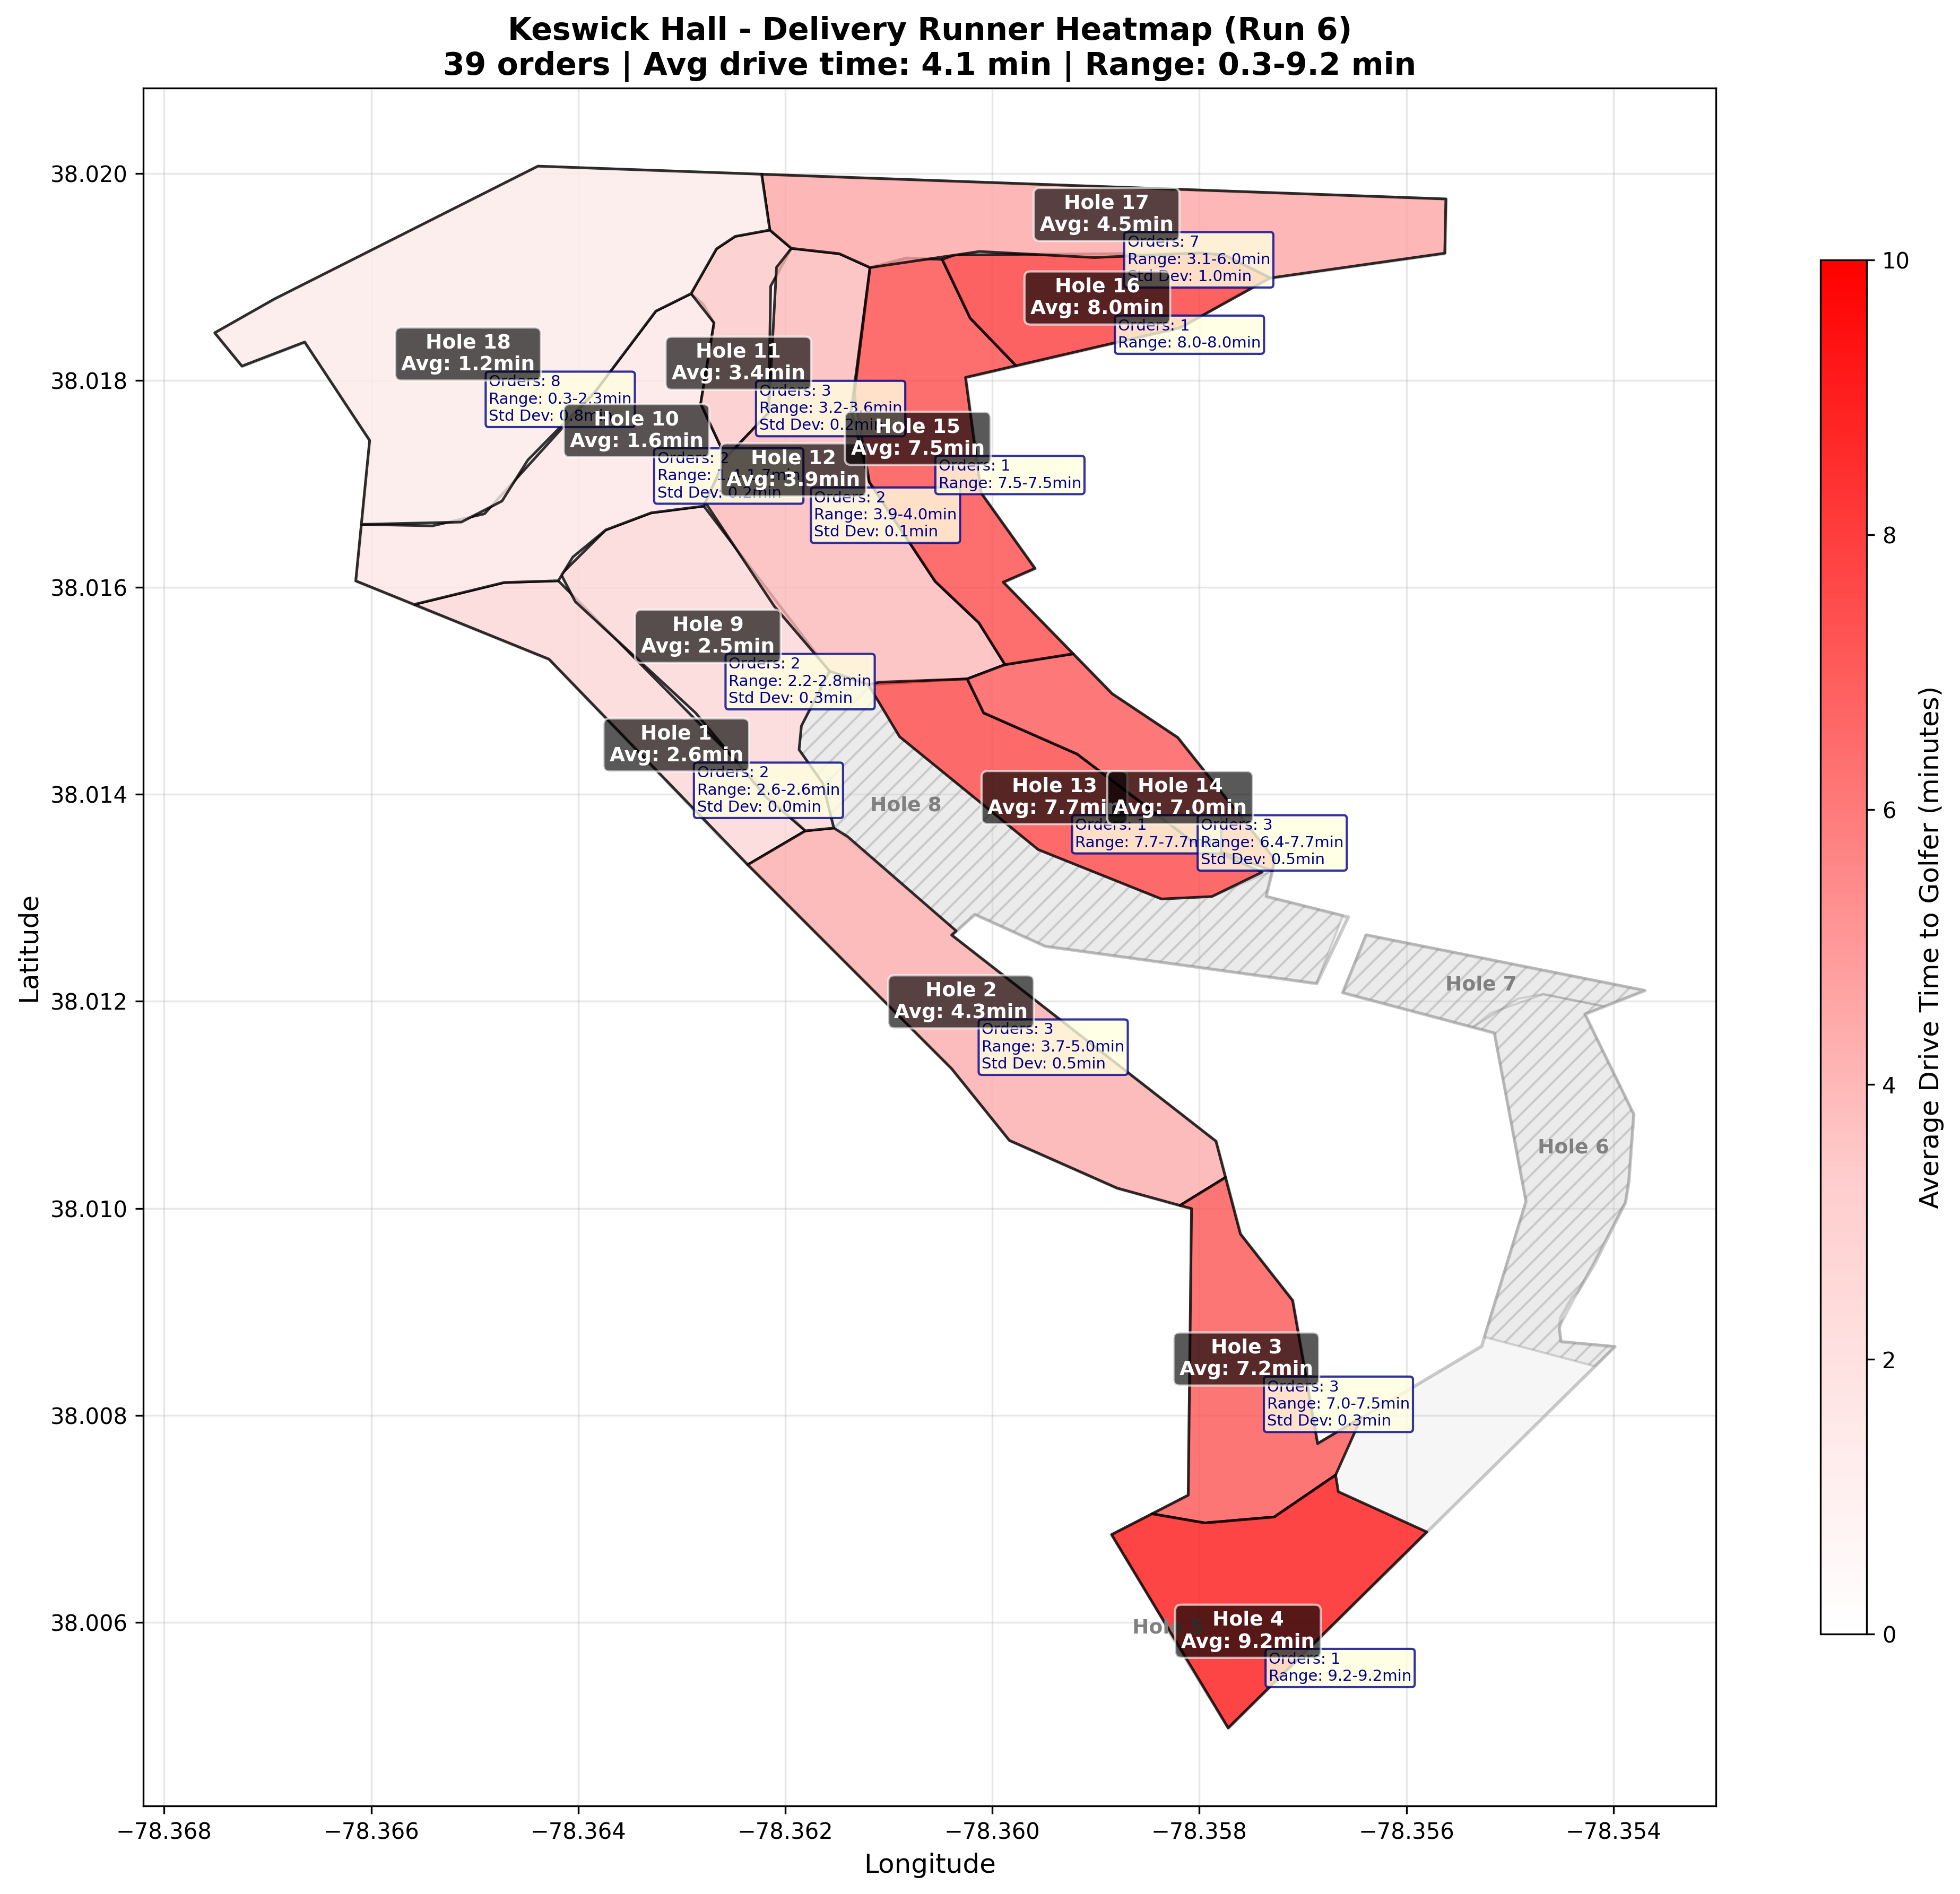 Keswick Hall - Delivery Runner Heatmap (Run 6)
39 orders | Avg drive time: 4.1 min | Range: 0.3-9.2 min
38.020
38.018
38.016
38.014
38.012
38.010
38.008
38.006
Latitude
Hole 17
Avg: 4.5min
Orders: 7
Range: 3.1-6.0min
Std Dev: 1.0min
Hole 16
Avg: 8.0min
Orders: 1
Range: 8.0-8.0min
Hole 18
Avg: 1.2min
Orders: 8
Range: 0.3-2.3min
Std Dev: 0.8min
Hole 11
Avg: 3.4min
Orders: 3
Range: 3.2-3.6min
Std Dev: 0.2min
Hole 10
Avg: 1.6min
Orders: 2
Range:
Std Dev: 0.2min
Hole 15
Avg: 7.5min
Orders: 1
Range: 7.5-7.5min
Hole 12
Avg: 3.9min
Orders: 2
Range: 3.9-4.0min
Std Dev: 0.1min
Hole 9
Avg: 2.5min
Orders: 2
Range: 2.2-2.8min
Std Dev: 0.3min
Hole 1
Avg: 2.6min
Orders: 2
Range: 2.6-2.6min
Std Dev: 0.0min
Hole 8
Hole 13
Avg: 7.7min
Orders: 1
Range: 7.7-7.7m
Hole 14
Avg: 7.0min
Orders: 3
Range: 6.4-7.7min
Std Dev: 0.5min
Hole 7
Hole 2
Avg: 4.3min
Orders: 3
Range: 3.7-5.0min
Std Dev: 0.5min
Hole 6
Hole 3
Avg: 7.2min
Orders: 3
Range: 7.0-7.5min
Std Dev: 0.3min
Hole 5
Hole 4
Avg: 9.2min
Orders: 1
Range: 9.2-9.2min
−78.368
−78.366
−78.364
−78.362
−78.360
−78.358
−78.356
−78.354
Longitude
10
8
6
4
2
0
Average Drive Time to Golfer (minutes)